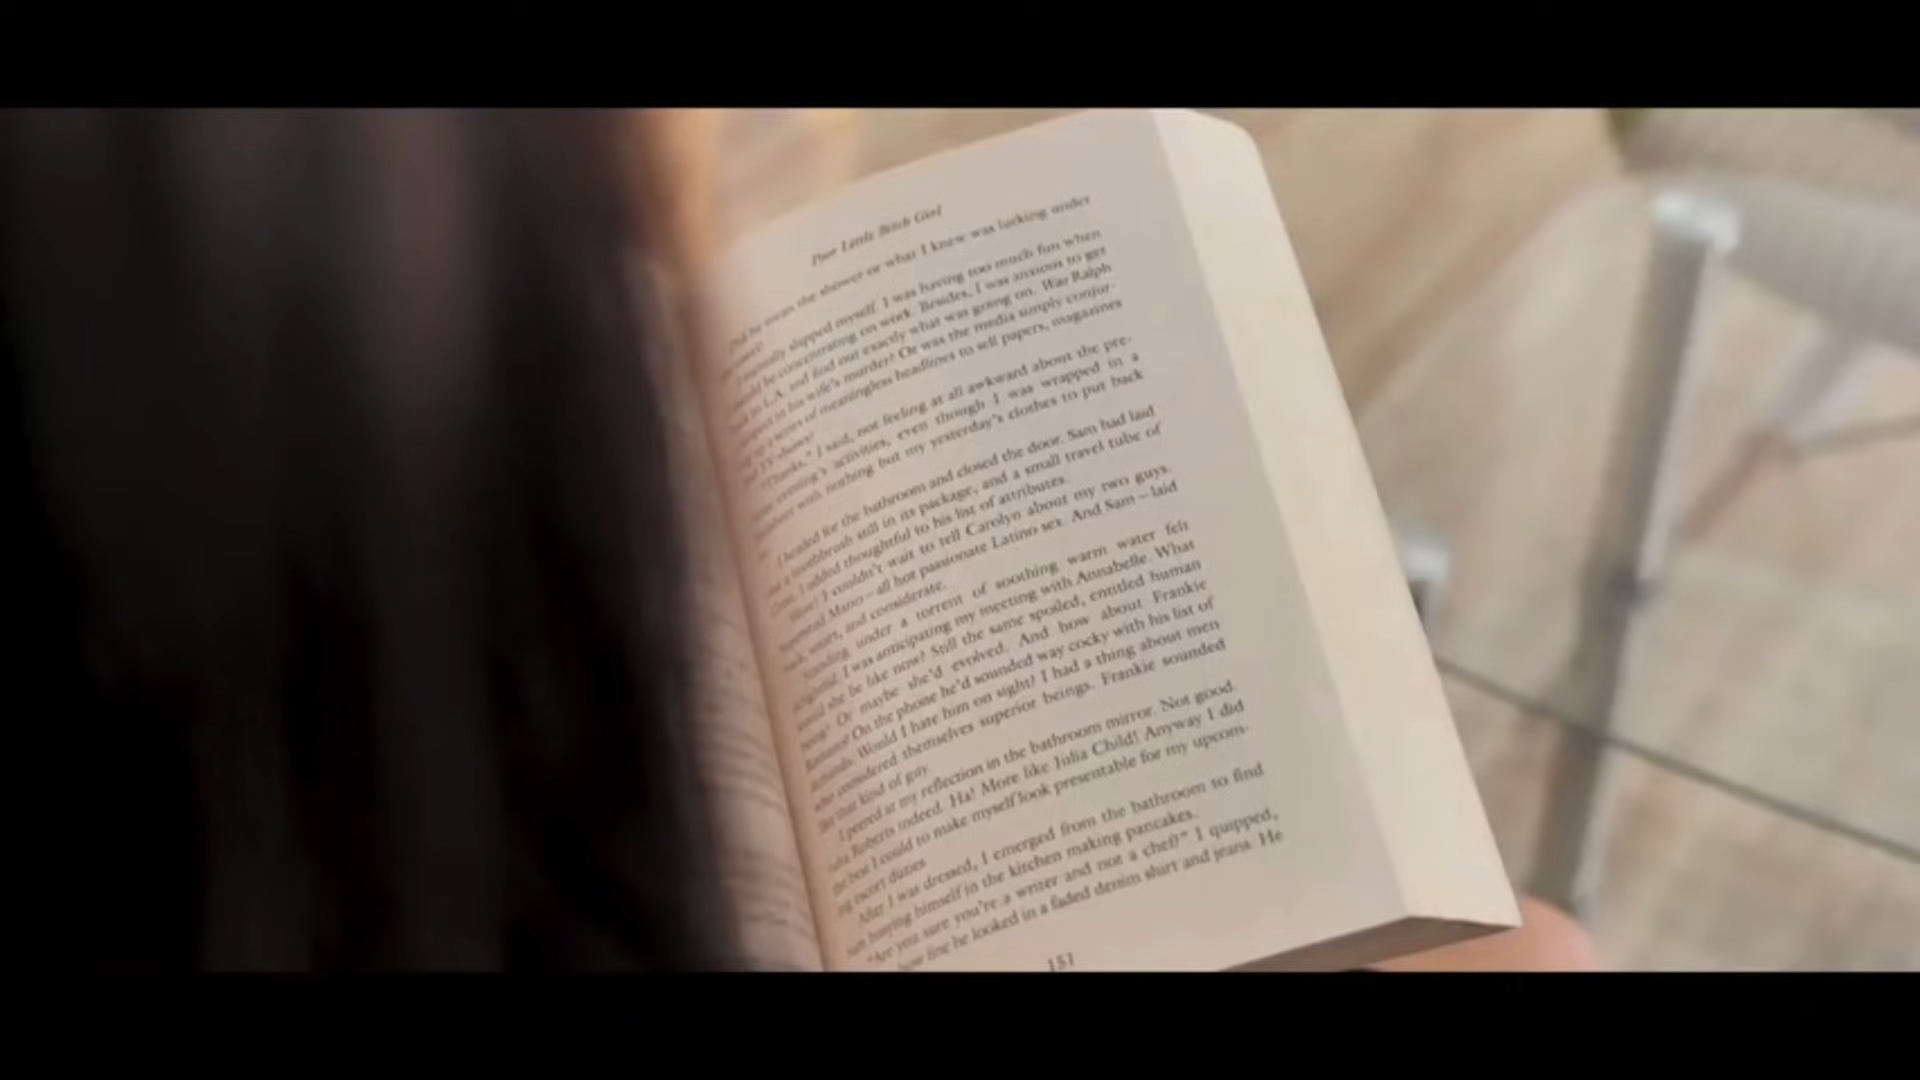 Poor Little Bitch Girl
Did he mean the shower or what I knew was lurking under
I mentally slapped myself. I was having too much fun when
should be concentrating on work. Besides, I was anxious to get
back to L.A. and find out exactly what was going on. Was Ralph
suspect in his wife's murder? Or was the media simply conjur-
ing up a series of meaningless headlines to sell papers, magazines
and TV shows?
"Thanks," I said, not feeling at all awkward about the pre-
evening's activities, even though I was wrapped in a
with nothing but my yesterday's clothes to put back
I headed for the bathroom and closed the door. Sam had laid
out a toothbrush still in its package, and a small travel tube of
I added thoughtful to his list of attributes.
I couldn't wait to tell Carolyn about my two guys.
Mario – all hot passionate Latino sex. And Sam – laid
back, smart, and considerate.
Standing under a torrent of soothing warm water felt
delightful. I was anticipating my meeting with Annabelle. What
would she be like now? Still the same spoiled, entitled human
being? Or maybe she'd evolved. And how about Frankie
On the phone he'd sounded way cocky with his list of
demands. Would I hate him on sight? I had a thing about men
who considered themselves superior beings. Frankie sounded
like that kind of guy.
I peered at my reflection in the bathroom mirror. Not good.
Julia Roberts indeed. Ha! More like Julia Child! Anyway I did
the best I could to make myself look presentable for my upcom-
ing escort duties.
After I was dressed, I emerged from the bathroom to find
Sam busying himself in the kitchen making pancakes.
"Are you sure you're a writer and not a chef?" I quipped,
how fine he looked in a faded denim shirt and jeans. He
151